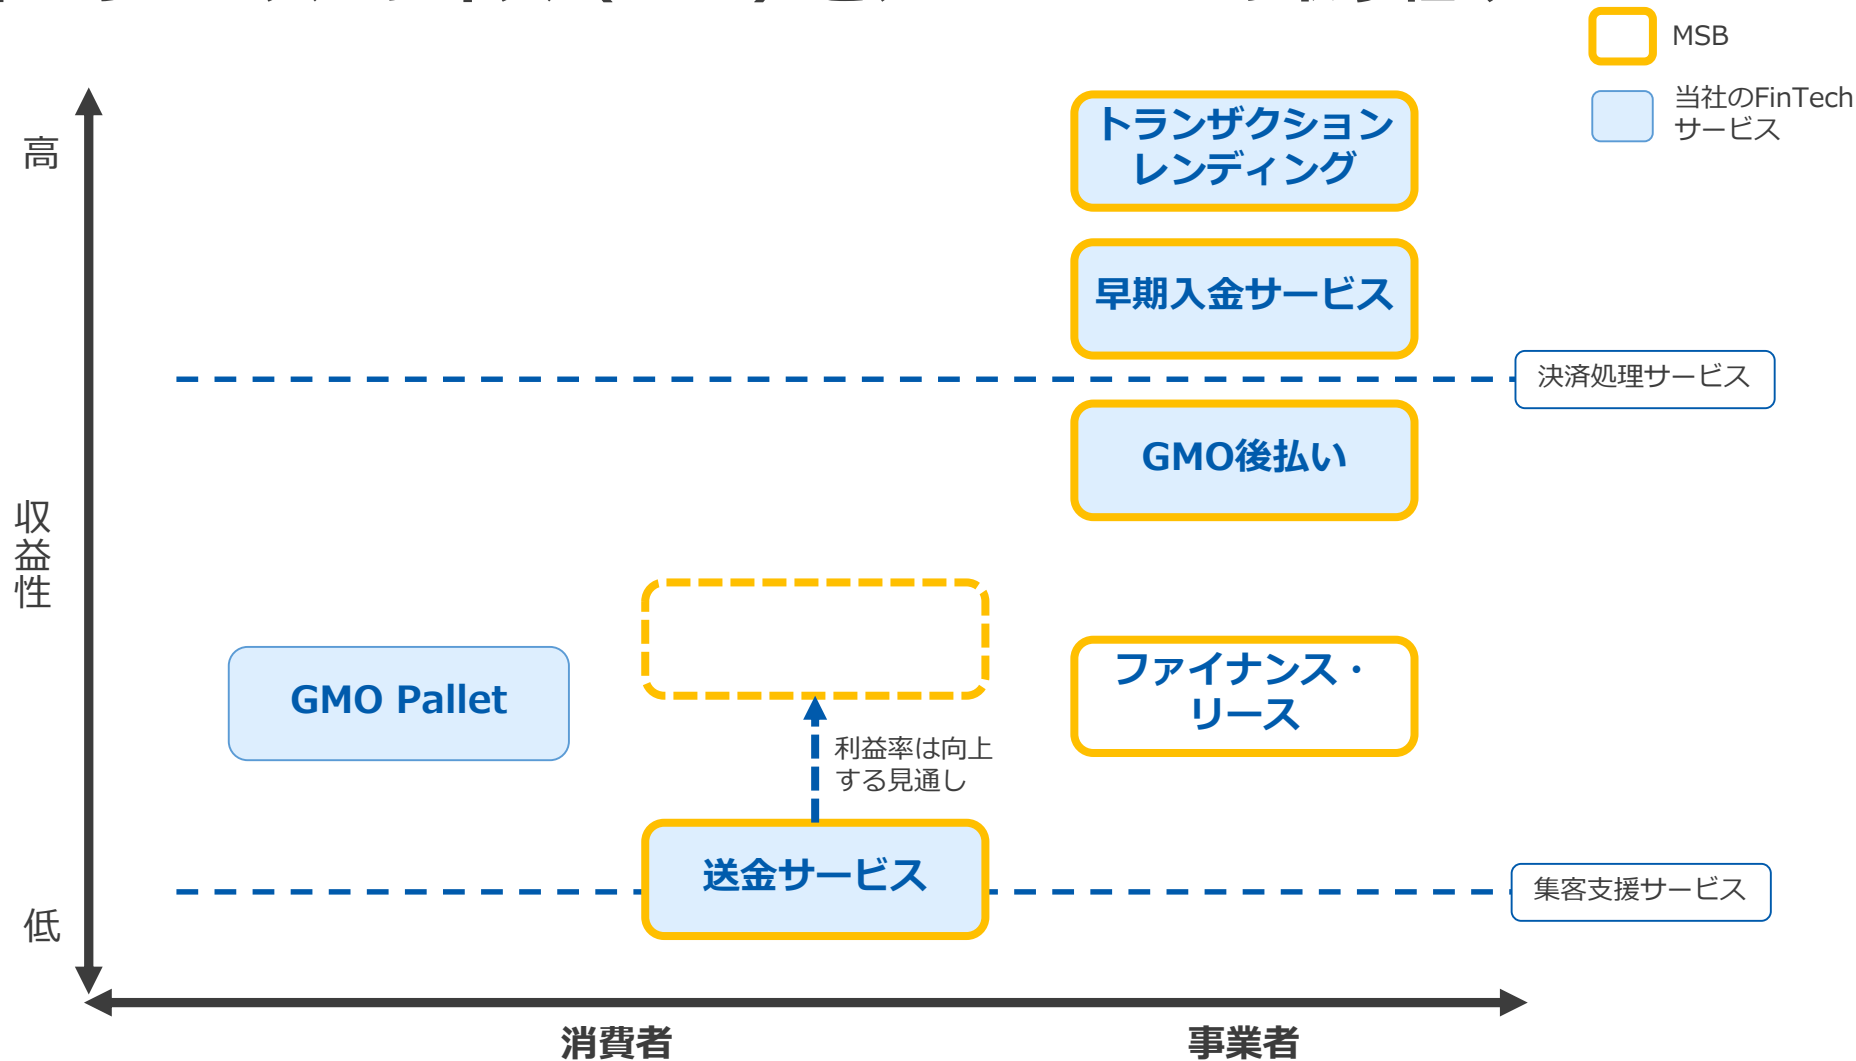 MSB
当社のFinTech
サービス
高
トランザクション
レンディング
早期入金サービス
決済処理サービス
GMO後払い
収益性
ファイナンス・
リース
GMO Pallet
利益率は向上
する見通し
送金サービス
集客支援サービス
低
消費者
事業者